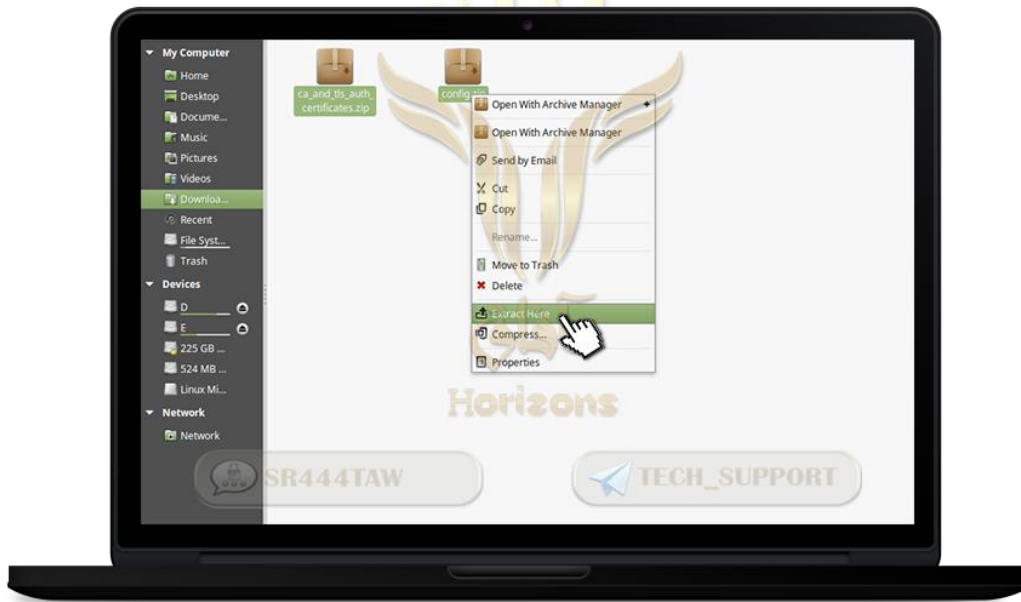 My Computer
Home
Desktop
Docume...
Music
Pictures
Videos
Downloa...
Recent
File Syst...
Trash
Devices
D
E
225 GB ...
524 MB ...
Linux Mi...
Network
Network
ca_and_tls_auth_
certificates.zip
config.zip
Open With Archive Manager
Open With Archive Manager
Send by Email
Cut
Copy
Rename...
Move to Trash
Delete
Extract Here
Compress...
Properties
Horizons
SR444TAW
TECH_SUPPORT